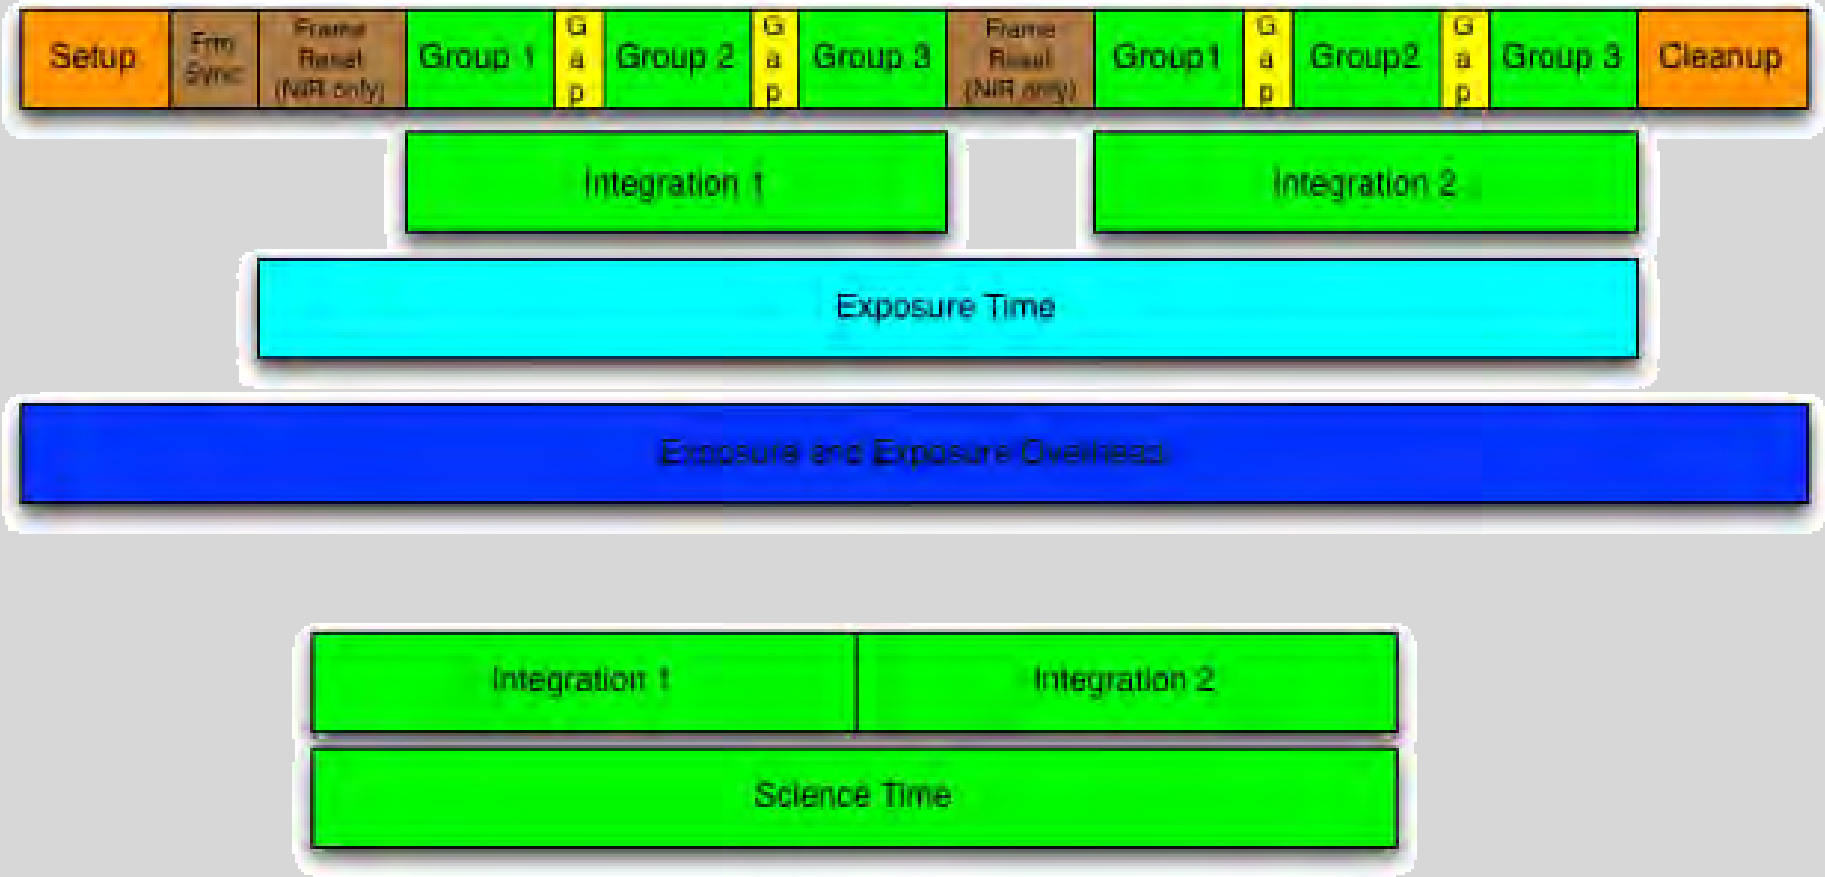 Setup
Frm
Sync
Frame
Reset
(NIR only)
Group 1
G
a
p
Group 2
G
a
p
Group 3
Frame
Reset
(NIR only)
Group1
G
a
p
Group2
G
a
p
Group 3
Cleanup
Integration 1
Integration 2
Exposure Time
Exposure and Exposure Overhead
Integration 1
Integration 2
Science Time